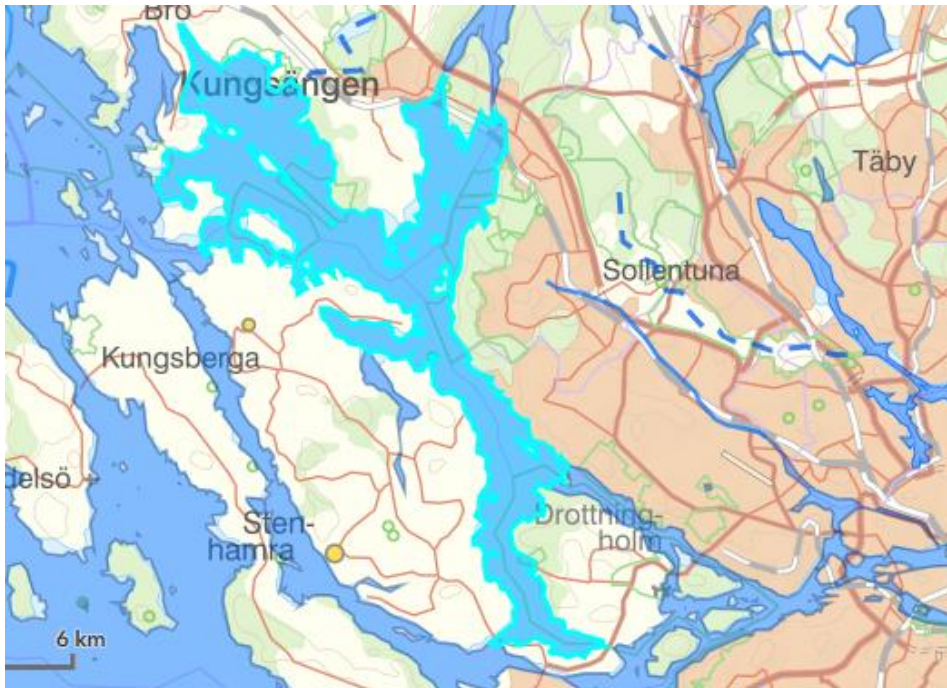 Bro
Kungsängen
Täby
Sollentuna
Kungsberga
delsö
Sten-
hamra
Drottning-
holm
6 km